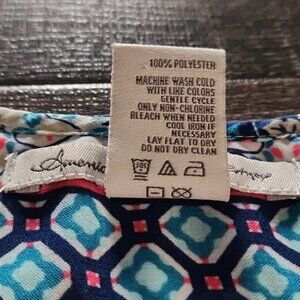 100% POLYESTER
MACHINE WASH COLD
WITH LIKE COLORS
GENTLE CYCLE
ONLY NON-CHLORINE
BLEACH WHEN NEEDED
COOL IRON IF
NECESSARY
LAY FLAT TO DRY
DO NOT DRY CLEAN